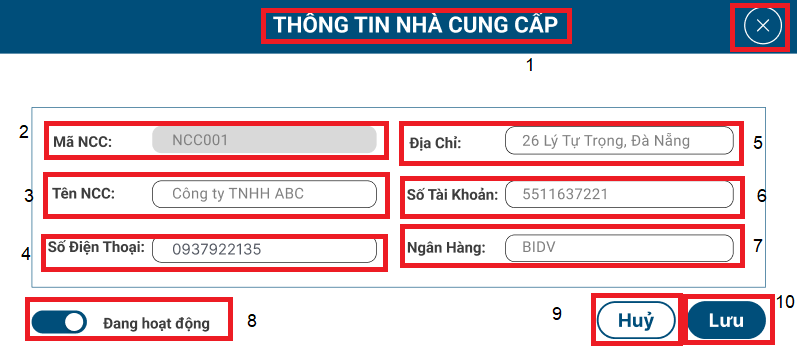 THÔNG TIN NHÀ CUNG CẤP
1
2 Mã NCC: NCC001 Địa Chỉ: 26 Lý Tự Trọng, Đà Nẵng 5
3 Tên NCC: Công ty TNHH ABC Số Tài Khoản: 5511637221 6
4 Số Điện Thoại: 0937922135 Ngân Hàng: BIDV 7
Đang hoạt động 8 9 Huỷ Lưu 10